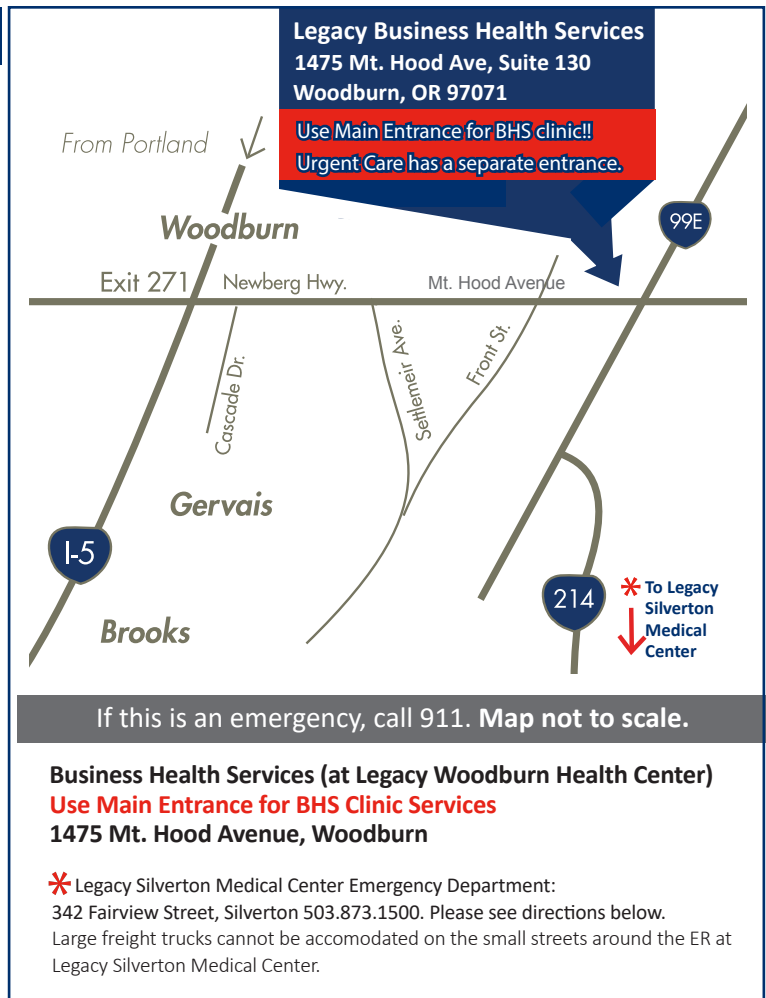 Legacy Business Health Services
1475 Mt. Hood Ave, Suite 130
Woodburn, OR 97071
Use Main Entrance for BHS clinic!!
Urgent Care has a separate entrance.
From Portland
99E
Woodburn
Exit 271
Newberg Hwy.
Mt. Hood Avenue
Cascade Dr.
Settlemeir Ave.
Front St.
Gervais
I-5
Brooks
214
* To Legacy
Silverton
Medical
Center
If this is an emergency, call 911. Map not to scale.
Business Health Services (at Legacy Woodburn Health Center)
Use Main Entrance for BHS Clinic Services
1475 Mt. Hood Avenue, Woodburn
* Legacy Silverton Medical Center Emergency Department:
342 Fairview Street, Silverton 503.873.1500. Please see directions below.
Large freight trucks cannot be accomodated on the small streets around the ER at
Legacy Silverton Medical Center.